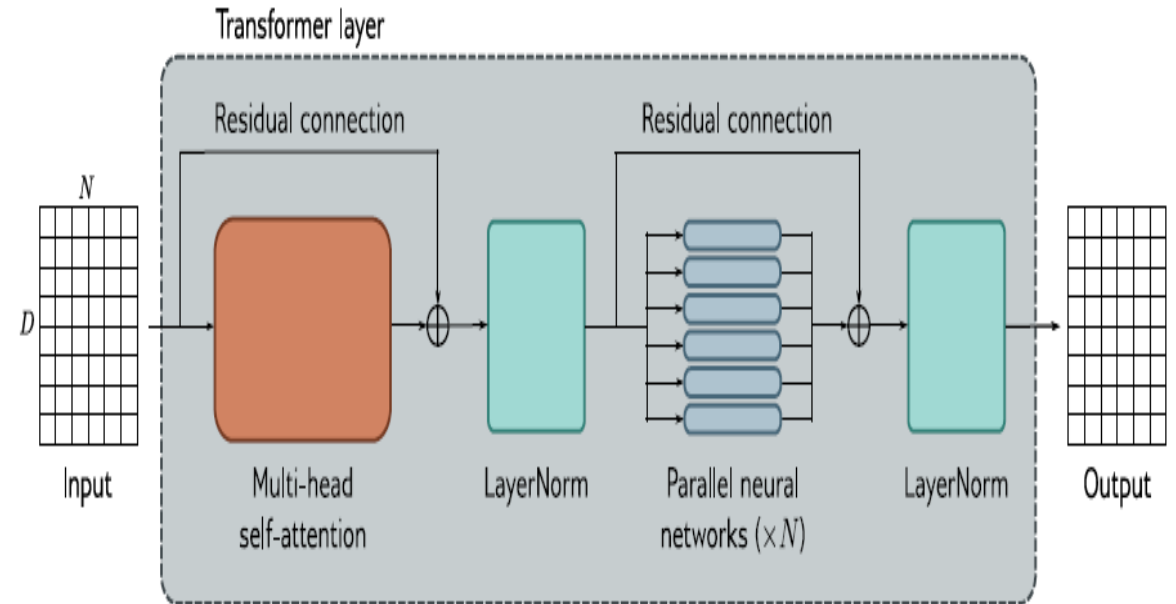 Transformer layer
Residual connection
Residual connection
N
D
Input
Multi-head
self-attention
LayerNorm
Parallel neural
networks (×N)
LayerNorm
Output